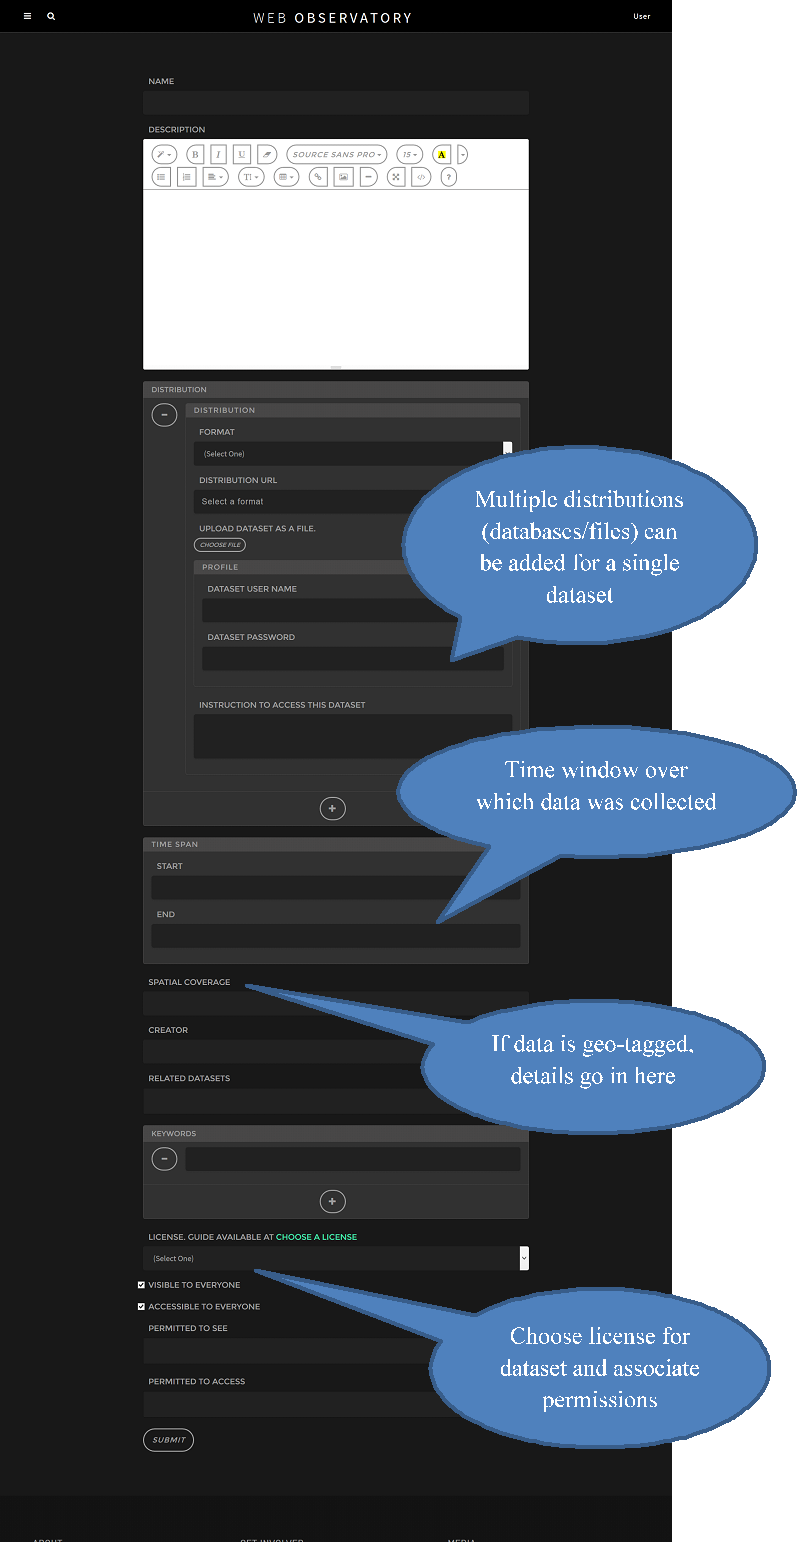 WEB OBSERVATORY
User
NAME
DESCRIPTION
B I U SOURCE SANS PRO 15 A
TI </> ?
DISTRIBUTION
DISTRIBUTION
FORMAT
(Select One)
DISTRIBUTION URL
Select a format
UPLOAD DATASET AS A FILE.
CHOOSE FILE
PROFILE
DATASET USER NAME
DATASET PASSWORD
INSTRUCTION TO ACCESS THIS DATASET
Multiple distributions
(databases/files) can
be added for a single
dataset
Time window over
which data was collected
TIME SPAN
START
END
SPATIAL COVERAGE
CREATOR
RELATED DATASETS
If data is geo-tagged,
details go in here
KEYWORDS
LICENSE. GUIDE AVAILABLE AT CHOOSE A LICENSE
(Select One)
VISIBLE TO EVERYONE
ACCESSIBLE TO EVERYONE
PERMITTED TO SEE
PERMITTED TO ACCESS
Choose license for
dataset and associate
permissions
SUBMIT
ABOUT GET INVOLVED MEDIA